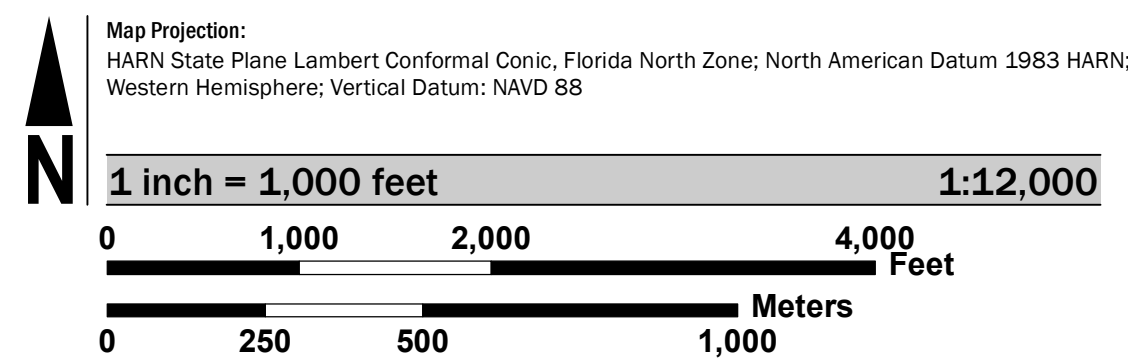 Map Projection:
HARN State Plane Lambert Conformal Conic, Florida North Zone; North American Datum 1983 HARN;
Western Hemisphere; Vertical Datum: NAVD 88
N
1 inch = 1,000 feet 1:12,000
0 1,000 2,000 4,000
Feet
Meters
0 250 500 1,000